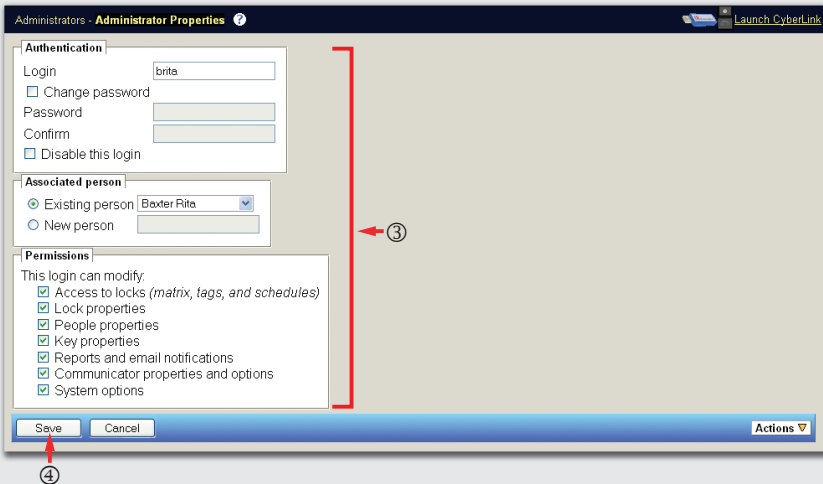 Administrators - Administrator Properties ?
Launch CyberLink
Authentication
Login brita
Change password
Password
Confirm
Disable this login
Associated person
Existing person Baxter Rita
New person
③
Permissions
This login can modify:
Access to locks (matrix, tags, and schedules)
Lock properties
People properties
Key properties
Reports and email notifications
Communicator properties and options
System options
Save Cancel Actions
④